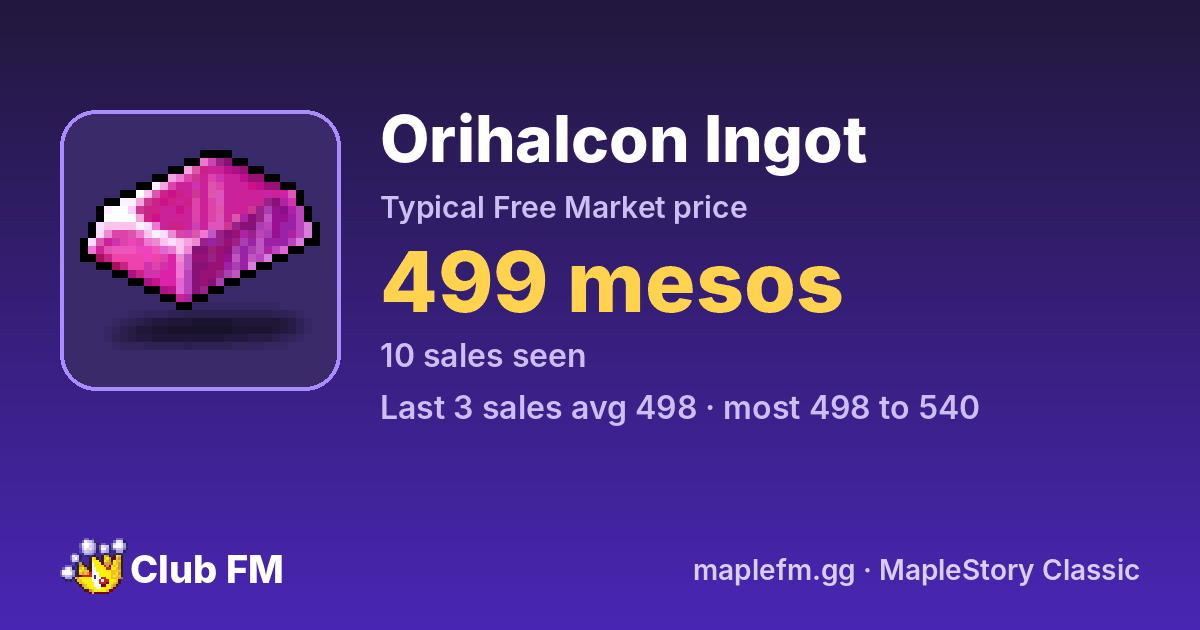 Orihalcon Ingot
Typical Free Market price
499 mesos
10 sales seen
Last 3 sales avg 498 · most 498 to 540
Club FM
maplefm.gg · MapleStory Classic